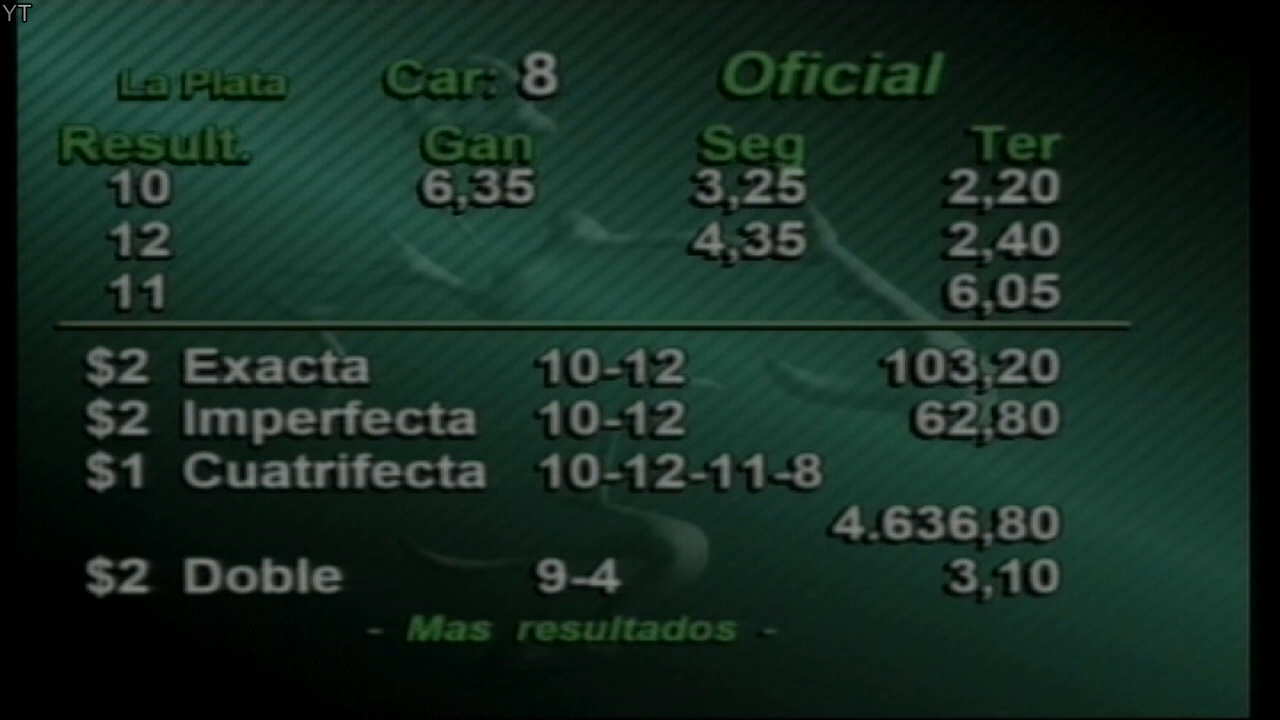 YT
La Plata Car: 8 Oficial
Result. Gan Seg Ter
10 6,35 3,25 2,20
12 4,35 2,40
11 6,05
$2 Exacta 10-12 103,20
$2 Imperfecta 10-12 62,80
$1 Cuatrifecta 10-12-11-8
4.636,80
$2 Doble 9-4 3,10
- Mas resultados -